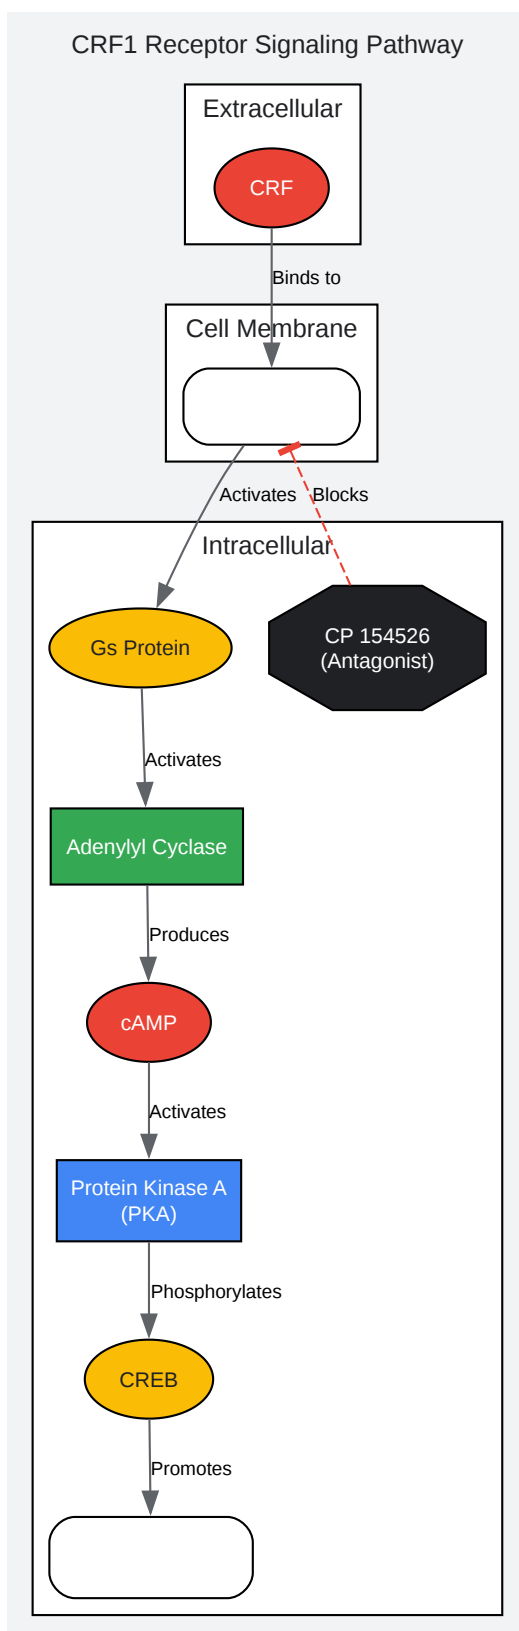 CRF1 Receptor Signaling Pathway
Extracellular
CRF
Binds to
Cell Membrane
Activates
Blocks
Intracellular
Gs Protein
CP 154526
(Antagonist)
Activates
Adenylyl Cyclase
Produces
cAMP
Activates
Protein Kinase A
(PKA)
Phosphorylates
CREB
Promotes